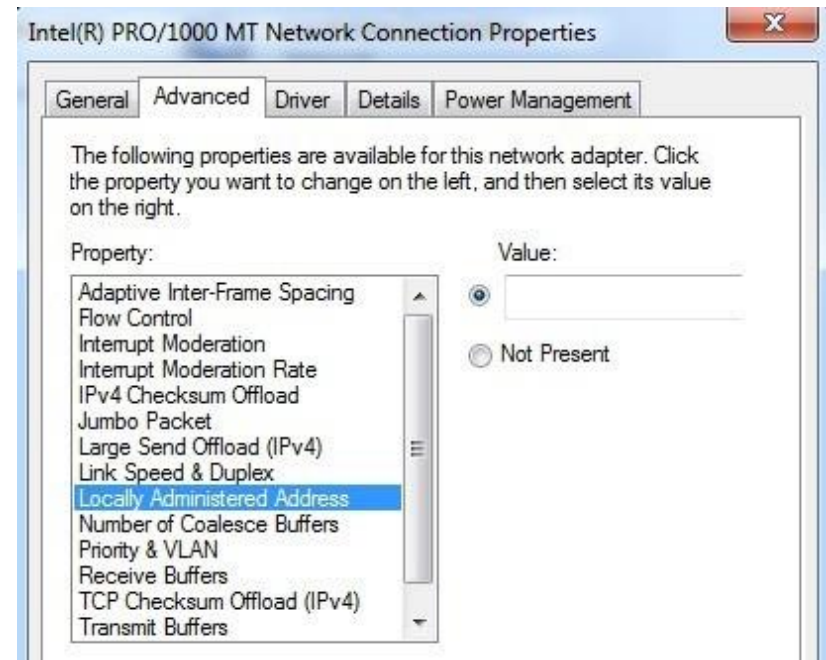 Intel(R) PRO/1000 MT Network Connection Properties
General Advanced Driver Details Power Management
The following properties are available for this network adapter. Click
the property you want to change on the left, and then select its value
on the right.
Property:
Value:
Adaptive Inter-Frame Spacing
Flow Control
Interrupt Moderation
Interrupt Moderation Rate
IPv4 Checksum Offload
Jumbo Packet
Large Send Offload (IPv4)
Link Speed & Duplex
Locally Administered Address
Number of Coalesce Buffers
Priority & VLAN
Receive Buffers
TCP Checksum Offload (IPv4)
Transmit Buffers
Not Present